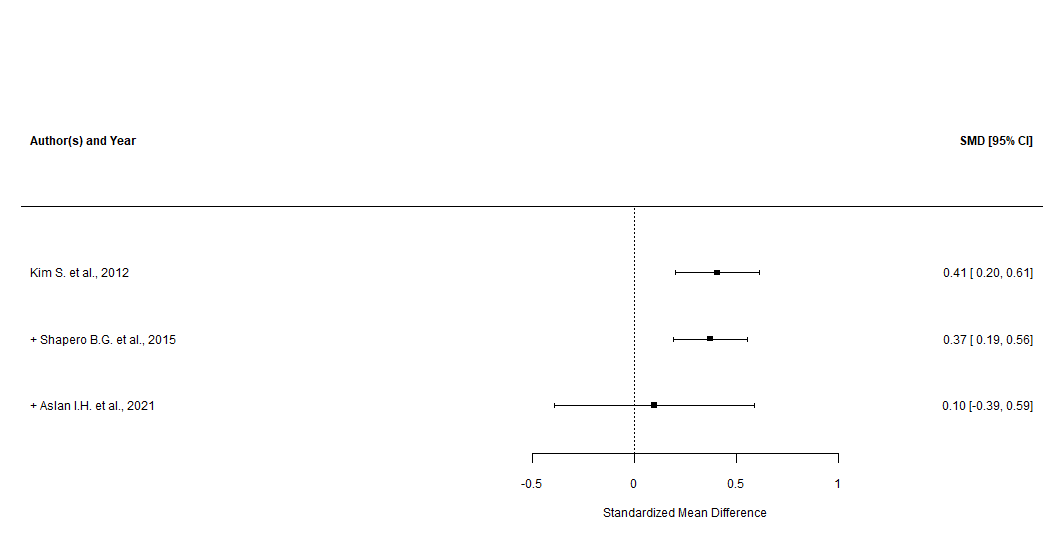 Author(s) and Year SMD [95% CI]
Kim S. et al., 2012 0.41 [ 0.20, 0.61]
+ Shapero B.G. et al., 2015 0.37 [ 0.19, 0.56]
+ Aslan I.H. et al., 2021 0.10 [-0.39, 0.59]
-0.5 0 0.5 1
Standardized Mean Difference